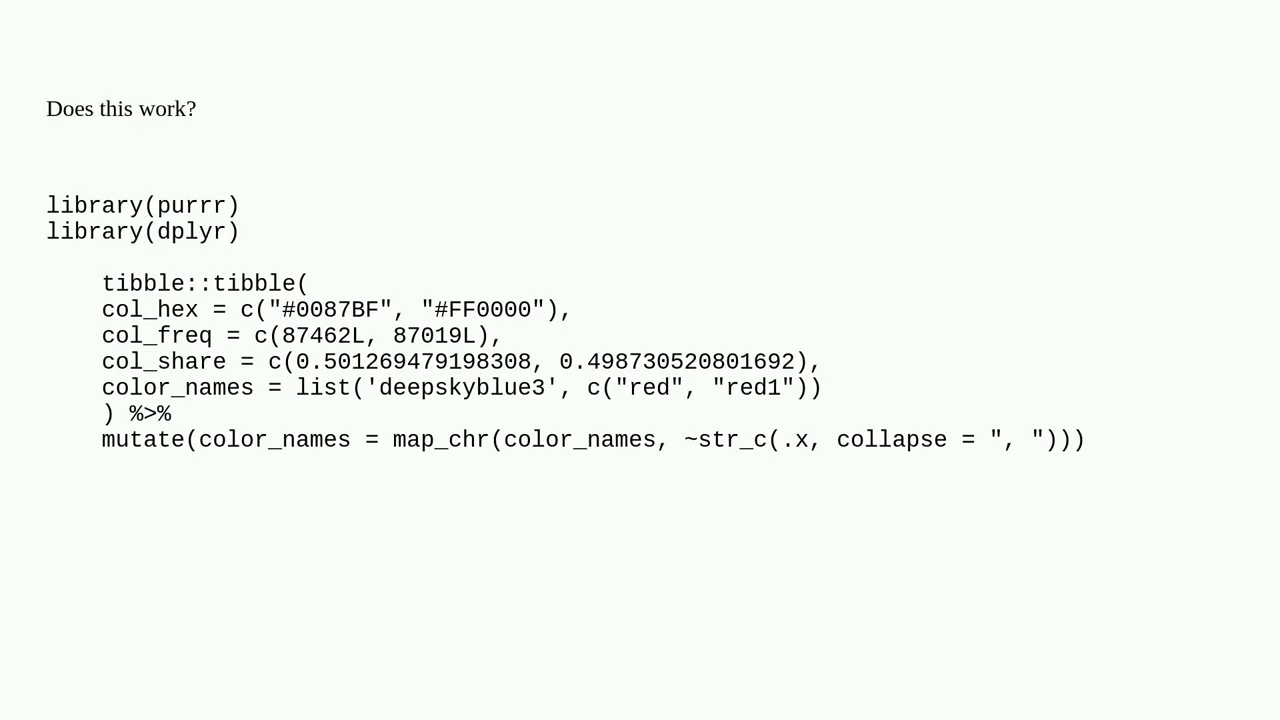 Does this work?
library(purrr)
library(dplyr)
tibble::tibble(
col_hex = c("#0087BF", "#FF0000"),
col_freq = c(87462L, 87019L),
col_share = c(0.501269479198308, 0.498730520801692),
color_names = list('deepskyblue3', c("red", "red1"))
) %>%
mutate(color_names = map_chr(color_names, ~str_c(.x, collapse = ", ")))